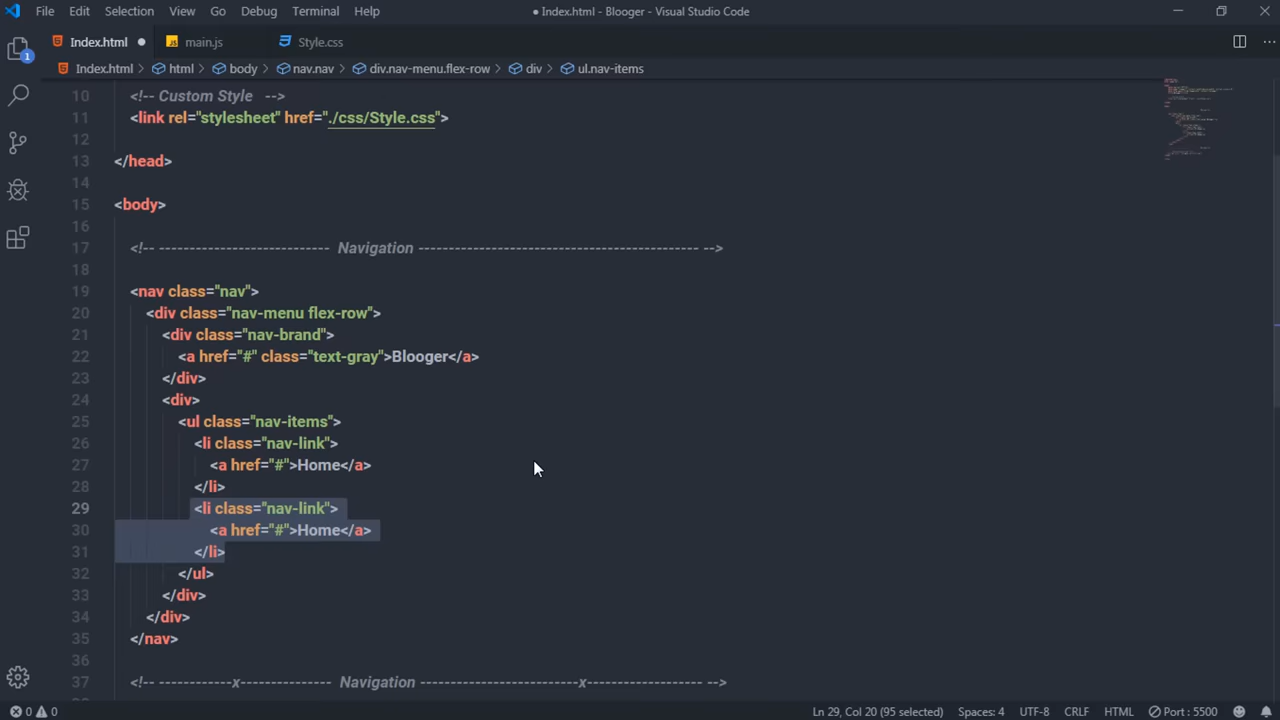 File Edit Selection View Go Debug Terminal Help ● Index.html - Blooger - Visual Studio Code
Index.html ● main.js Style.css
Index.html › html › body › nav.nav › div.nav-menu.flex-row › div › ul.nav-items
10 <!-- Custom Style -->
11 <link rel="stylesheet" href="./css/Style.css">
12
13 </head>
14
15 <body>
16
17 <!-- ---------------------------- Navigation ---------------------------------------------- -->
18
19 <nav class="nav">
20 <div class="nav-menu flex-row">
21 <div class="nav-brand">
22 <a href="#" class="text-gray">Blooger</a>
23 </div>
24 <div>
25 <ul class="nav-items">
26 <li class="nav-link">
27 <a href="#">Home</a>
28 </li>
29 <li class="nav-link">
30 <a href="#">Home</a>
31 </li>
32 </ul>
33 </div>
34 </div>
35 </nav>
36
37 <!-- ------------x--------------- Navigation ---------------------------x------------------- -->
1
0 0 Ln 29, Col 20 (95 selected) Spaces: 4 UTF-8 CRLF HTML Port : 5500